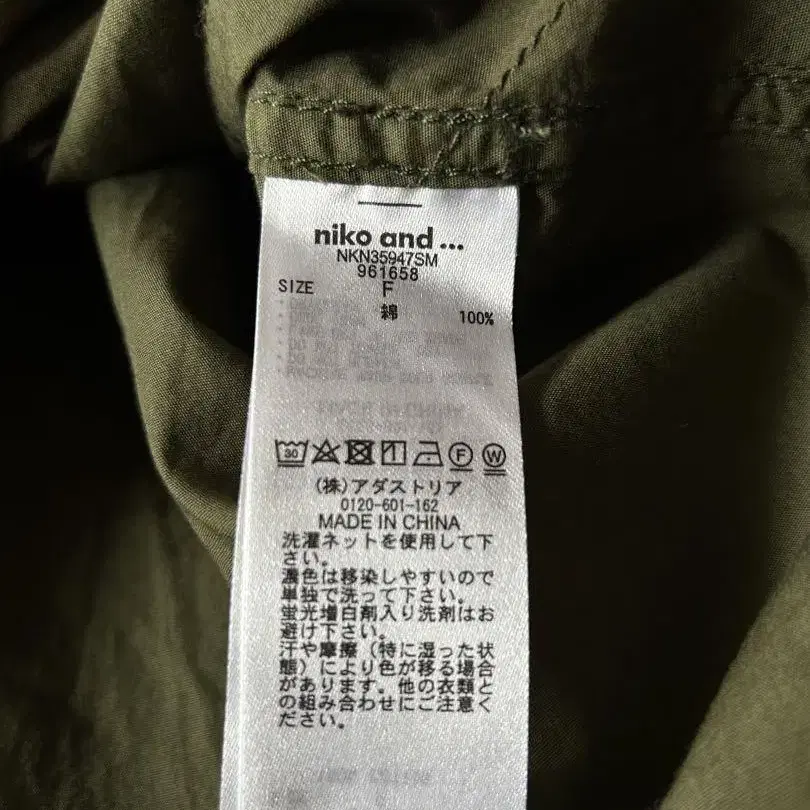 niko and ...
NKN35947SM
961658
SIZE F
綿 100%
30 F W
(株)アダストリア
0120-601-162
MADE IN CHINA
洗濯ネットを使用して下
さい。
濃色は移染しやすいので
単独で洗って下さい。
蛍光増白剤入り洗剤はお
避け下さい。
汗や摩擦(特に湿った状
態)により色が移る場合
があります。他の衣類と
の組み合わせにご注意く
ださい。